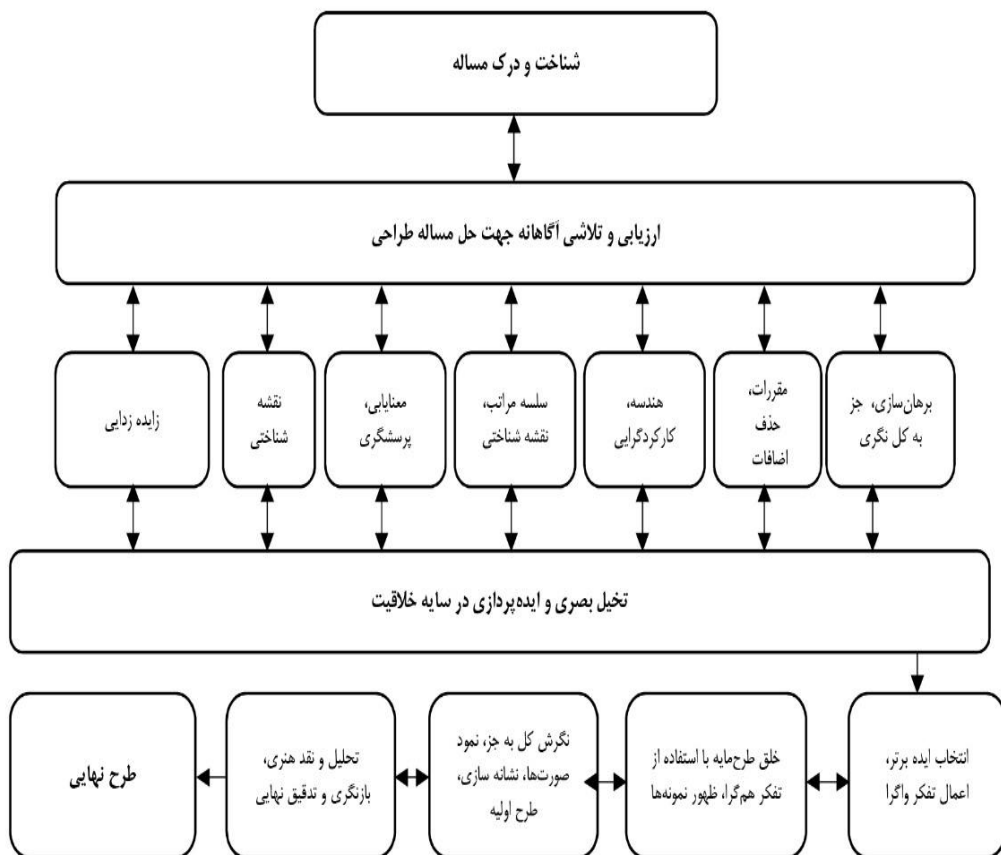 شناخت و درک مساله
ارزیابی و تلاشی آگاهانه جهت حل مساله طراحی
برهان‌سازی، جز
به کل نگری
مقررات،
حذف
اضافات
هندسه،
کارکردگرایی
سلسه مراتب،
نقشه شناختی
معنایابی،
پرسشگری
نقشه
شناختی
زایده زدایی
تخیل بصری و ایده‌پردازی در سایه خلاقیت
انتخاب ایده برتر،
اعمال تفکر واگرا
خلق طرح‌مایه با استفاده از
تفکر هم‌گرا، ظهور نمونه‌ها
نگرش کل به جز، نمود
صورت‌ها، نشانه سازی،
طرح اولیه
تحلیل و نقد هنری،
بازنگری و تدقیق نهایی
طرح نهایی